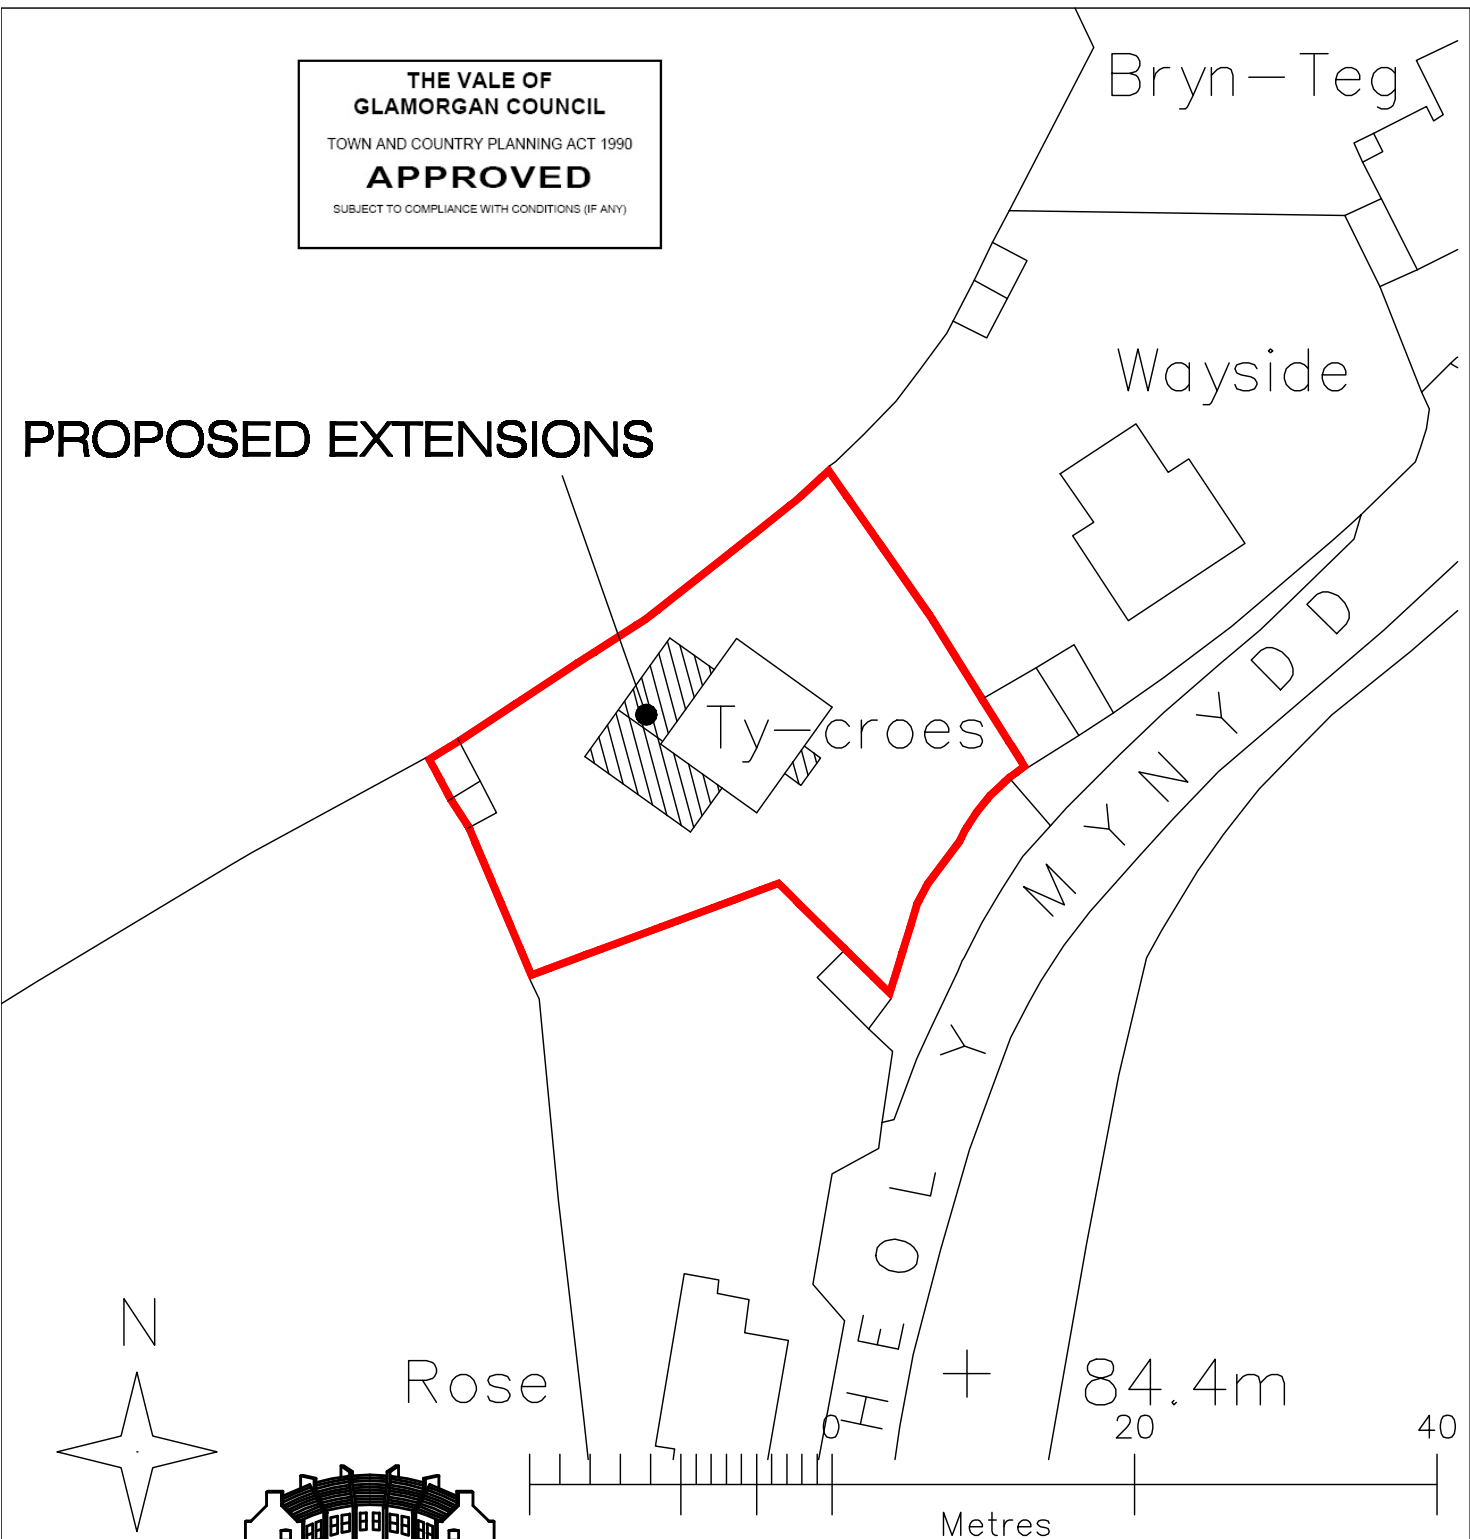 THE VALE OF
GLAMORGAN COUNCIL
TOWN AND COUNTRY PLANNING ACT 1990
APPROVED
SUBJECT TO COMPLIANCE WITH CONDITIONS (IF ANY)
Bryn-Teg
Wayside
PROPOSED EXTENSIONS
Ty-croes
HEOL Y MYNYDD
N
Rose
84.4m
0 20 40
Metres